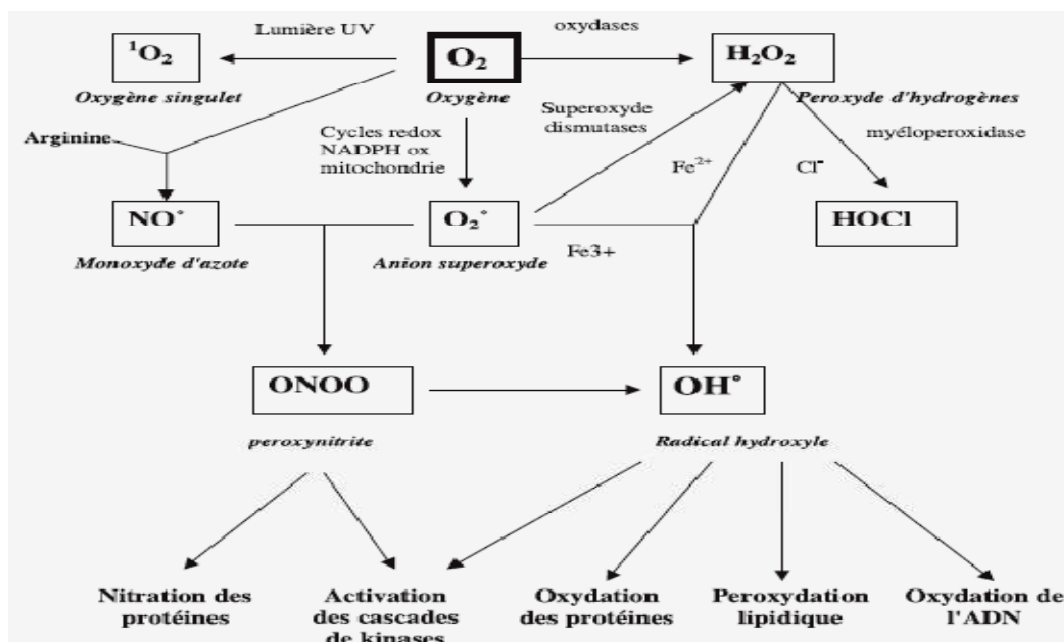 Lumière UV
oxydases
¹O₂
O₂
H₂O₂
Oxygène singulet
Oxygène
Peroxyde d'hydrogènes
Arginine
Cycles redox
NADPH ox
mitochondrie
Superoxyde
dismutases
Fe²⁺
Cl⁻
myéloperoxidase
NO°
O₂°
HOCl
Monoxyde d'azote
Anion superoxyde
Fe3+
ONOO
OH°
peroxynitrite
Radical hydroxyle
Nitration des
protéines
Activation
des cascades
de kinases
Oxydation
des protéines
Peroxydation
lipidique
Oxydation de
l'ADN